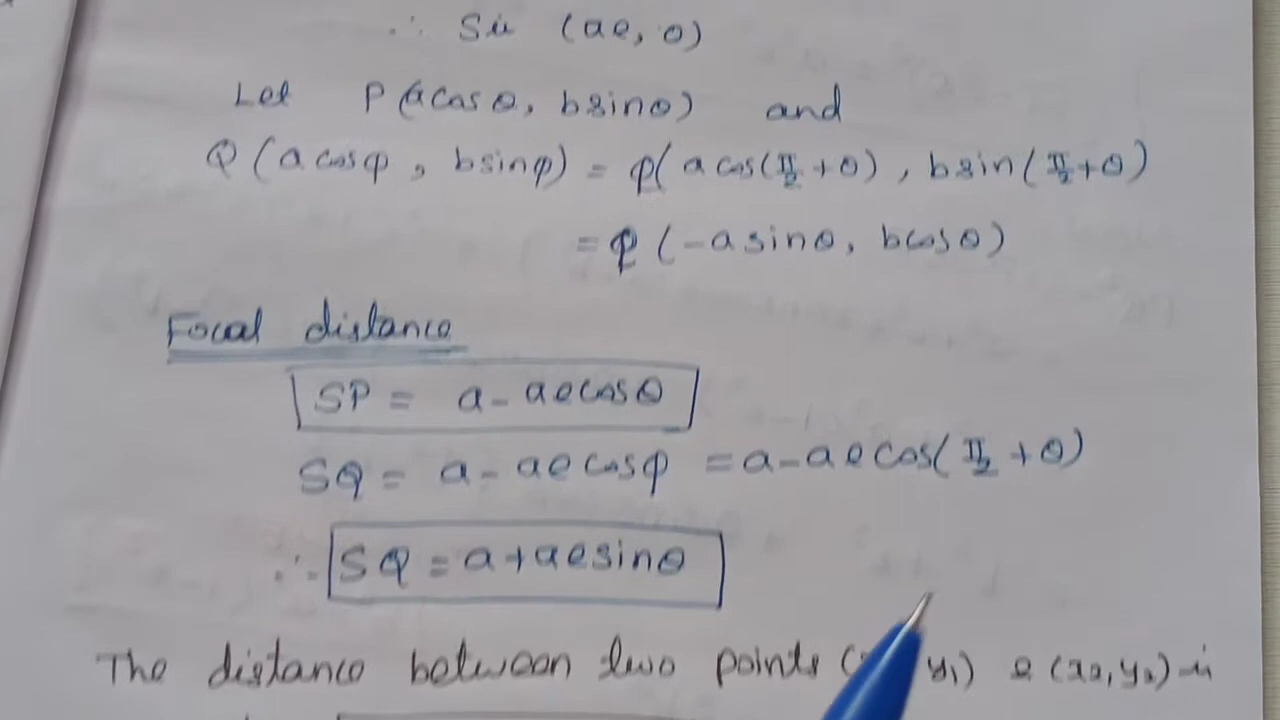 ∴ S is (ae, 0)
Let P(a cos θ, b sin θ) and
Q (a cos φ, b sin φ) = Q( a cos(π/2 + θ), b sin(π/2 + θ)
= Q (-a sin θ, b cos θ)
Focal distance
SP = a - ae cos θ
SQ = a - ae cos φ = a - ae cos( π/2 + θ)
∴ SQ = a + ae sin θ
The distance between two points ( y₁) & (x₂, y₂) is